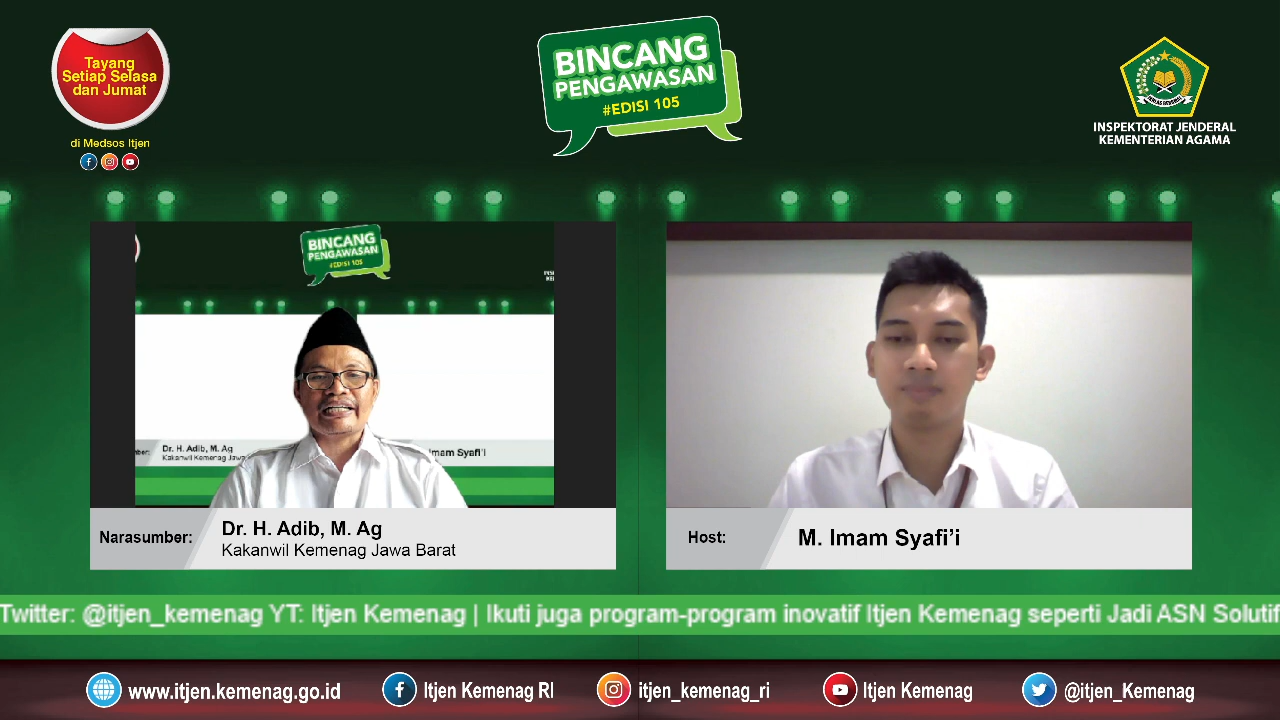 Tayang
Setiap Selasa
dan Jumat
di Medsos Itjen
BINCANG
PENGAWASAN
#EDISI 105
INSPEKTORAT JENDERAL
KEMENTERIAN AGAMA
BINCANG
PENGAWASAN
#EDISI 105
Dr. H. Adib, M. Ag
Kakanwil Kemenag Jawa
Imam Syafi'i
Narasumber:
Dr. H. Adib, M. Ag
Kakanwil Kemenag Jawa Barat
Host:
M. Imam Syafi’i
Twitter: @itjen_kemenag YT: Itjen Kemenag | Ikuti juga program-program inovatif Itjen Kemenag seperti Jadi ASN Solutif
www.itjen.kemenag.go.id
Itjen Kemenag RI
itjen_kemenag_ri
Itjen Kemenag
@itjen_Kemenag